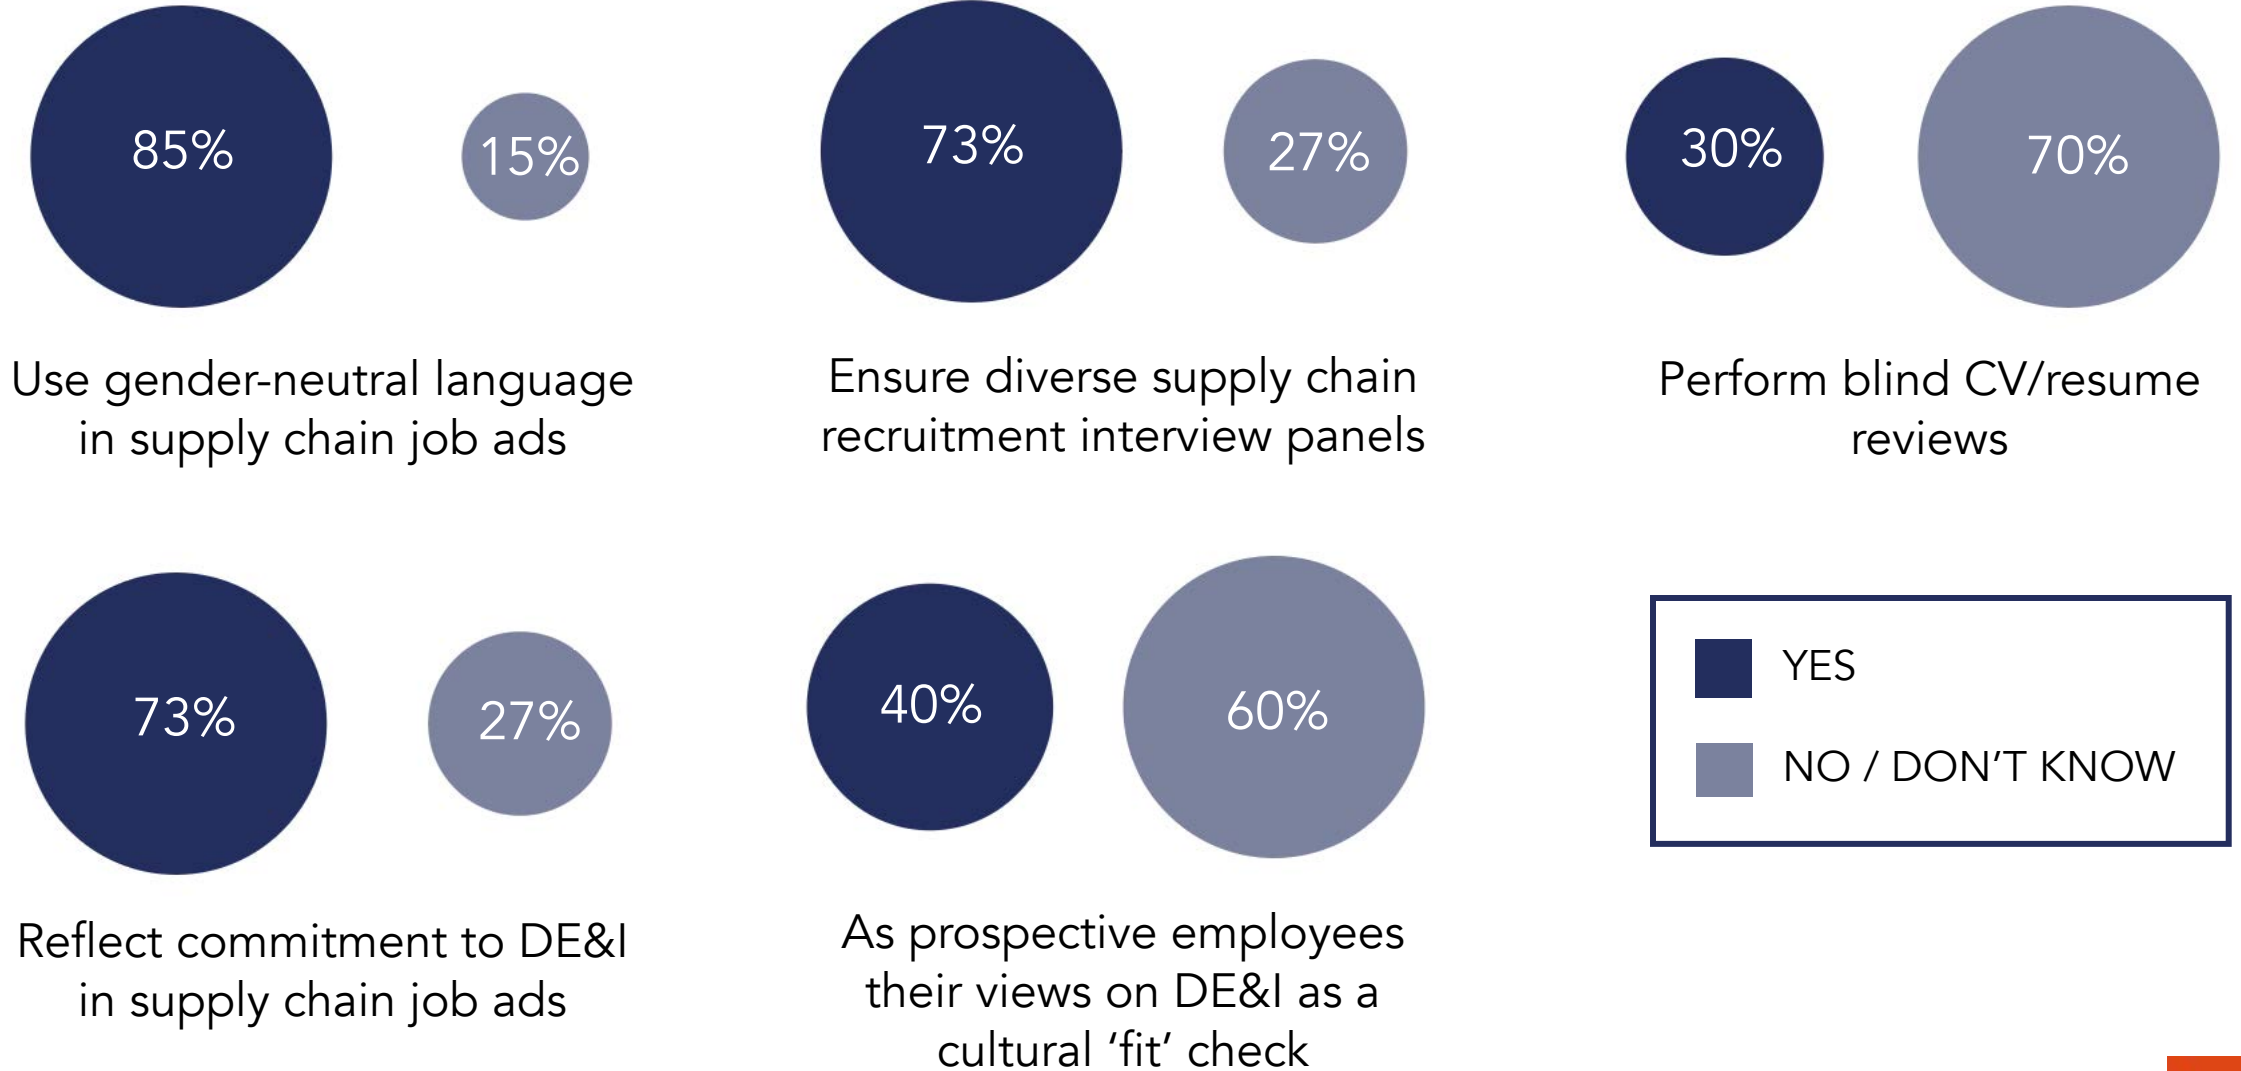 85%
15%
Use gender-neutral language
in supply chain job ads
73%
27%
Ensure diverse supply chain
recruitment interview panels
30%
70%
Perform blind CV/resume
reviews
73%
27%
Reflect commitment to DE&I
in supply chain job ads
40%
60%
As prospective employees
their views on DE&I as a
cultural ‘fit’ check
YES
NO / DON’T KNOW